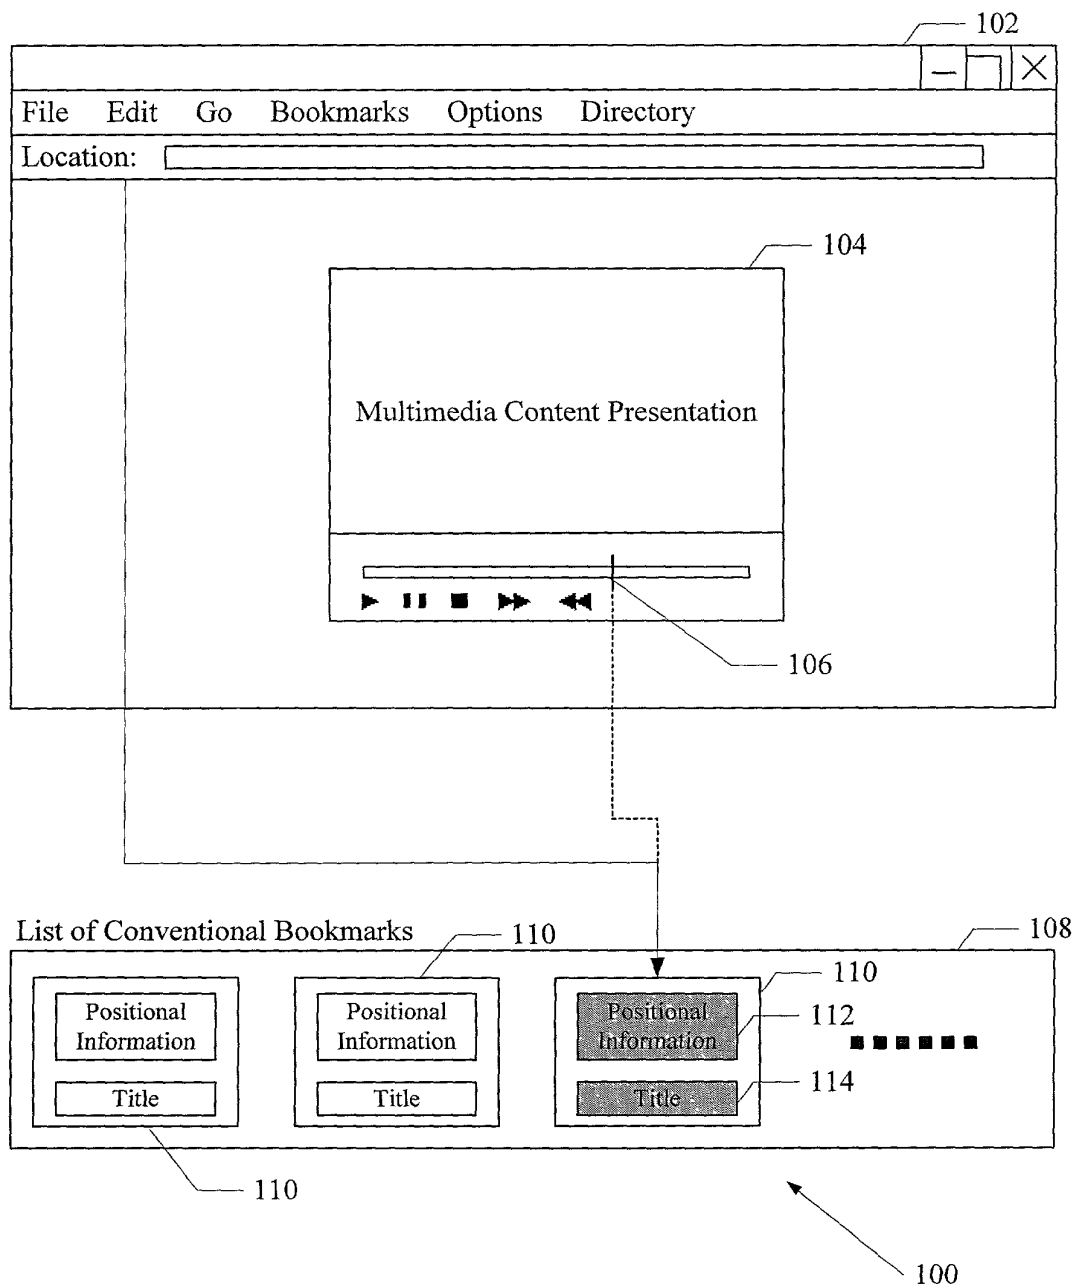 102
File Edit Go Bookmarks Options Directory
Location:
104
Multimedia Content Presentation
106
List of Conventional Bookmarks
108
110
110
Positional
Information
Title
Positional
Information
Title
Positional
Information
Title
112
114
110
100